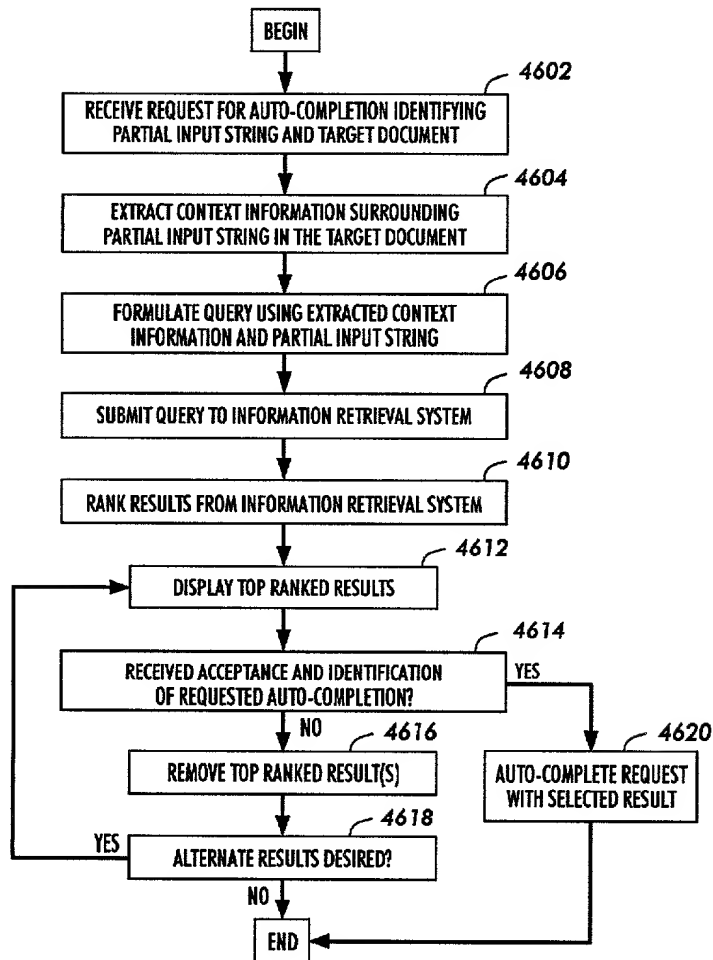 BEGIN
4602
RECEIVE REQUEST FOR AUTO-COMPLETION IDENTIFYING
PARTIAL INPUT STRING AND TARGET DOCUMENT
4604
EXTRACT CONTEXT INFORMATION SURROUNDING
PARTIAL INPUT STRING IN THE TARGET DOCUMENT
4606
FORMULATE QUERY USING EXTRACTED CONTEXT
INFORMATION AND PARTIAL INPUT STRING
4608
SUBMIT QUERY TO INFORMATION RETRIEVAL SYSTEM
4610
RANK RESULTS FROM INFORMATION RETRIEVAL SYSTEM
4612
DISPLAY TOP RANKED RESULTS
4614
RECEIVED ACCEPTANCE AND IDENTIFICATION
OF REQUESTED AUTO-COMPLETION?
YES
NO
4616
REMOVE TOP RANKED RESULT(S)
4620
AUTO-COMPLETE REQUEST
WITH SELECTED RESULT
4618
YES
ALTERNATE RESULTS DESIRED?
NO
END